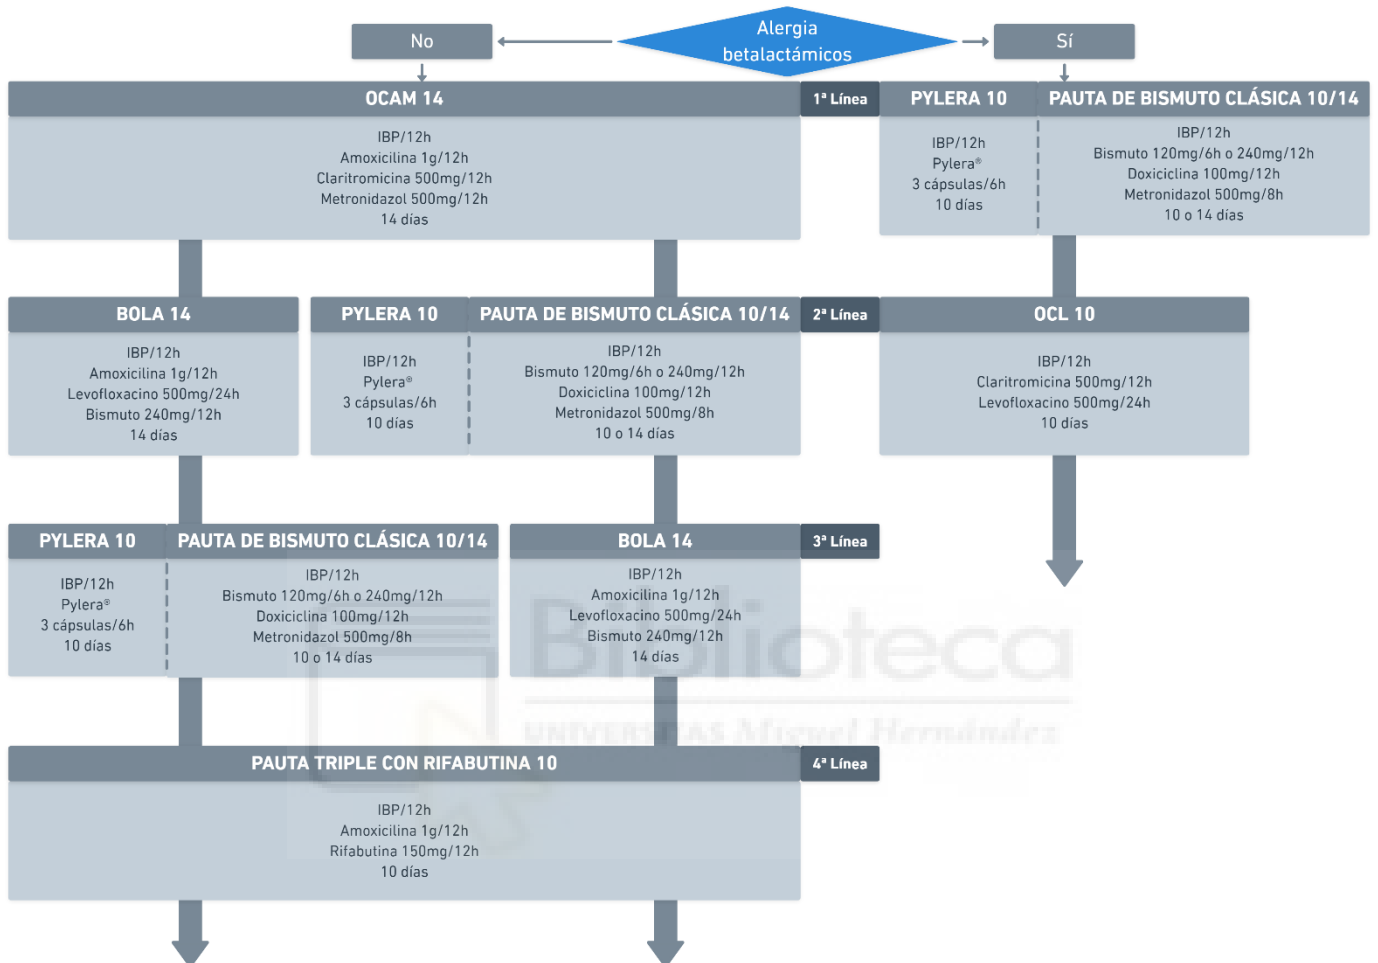 Alergia
betalactámicos
No
Sí
OCAM 14
IBP/12h
Amoxicilina 1g/12h
Claritromicina 500mg/12h
Metronidazol 500mg/12h
14 días
1ª Línea
PYLERA 10
IBP/12h
Pylera®
3 cápsulas/6h
10 días
PAUTA DE BISMUTO CLÁSICA 10/14
IBP/12h
Bismuto 120mg/6h o 240mg/12h
Doxiciclina 100mg/12h
Metronidazol 500mg/8h
10 o 14 días
BOLA 14
IBP/12h
Amoxicilina 1g/12h
Levofloxacino 500mg/24h
Bismuto 240mg/12h
14 días
PYLERA 10
IBP/12h
Pylera®
3 cápsulas/6h
10 días
PAUTA DE BISMUTO CLÁSICA 10/14
IBP/12h
Bismuto 120mg/6h o 240mg/12h
Doxiciclina 100mg/12h
Metronidazol 500mg/8h
10 o 14 días
2ª Línea
OCL 10
IBP/12h
Claritromicina 500mg/12h
Levofloxacino 500mg/24h
10 días
PYLERA 10
IBP/12h
Pylera®
3 cápsulas/6h
10 días
PAUTA DE BISMUTO CLÁSICA 10/14
IBP/12h
Bismuto 120mg/6h o 240mg/12h
Doxiciclina 100mg/12h
Metronidazol 500mg/8h
10 o 14 días
BOLA 14
IBP/12h
Amoxicilina 1g/12h
Levofloxacino 500mg/24h
Bismuto 240mg/12h
14 días
3ª Línea
Biblioteca
UNIVERSITAS Miguel Hernández
PAUTA TRIPLE CON RIFABUTINA 10
IBP/12h
Amoxicilina 1g/12h
Rifabutina 150mg/12h
10 días
4ª Línea